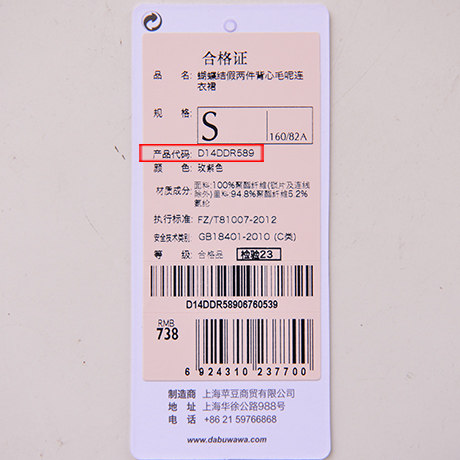 合格证
品 名: 蝴蝶结假两件背心毛呢连
衣裙
规 格:
S
160/82A
产品代码: D14DDR589
颜 色: 玫紫色
材质成分: 面料:100%聚酯纤维(锁片及连线
除外)里料:94.8%聚酯纤维5.2%
氨纶
执行标准: FZ/T81007-2012
安全技术类别: GB18401-2010 (C类)
等 级: 合格品 检验23
D14DDR58906760539
RMB
738
6 924310 237700
制造商 上海苹豆商贸有限公司
地 址 上海华徐公路988号
电 话 +86 21 59766868
www.dabuwawa.com